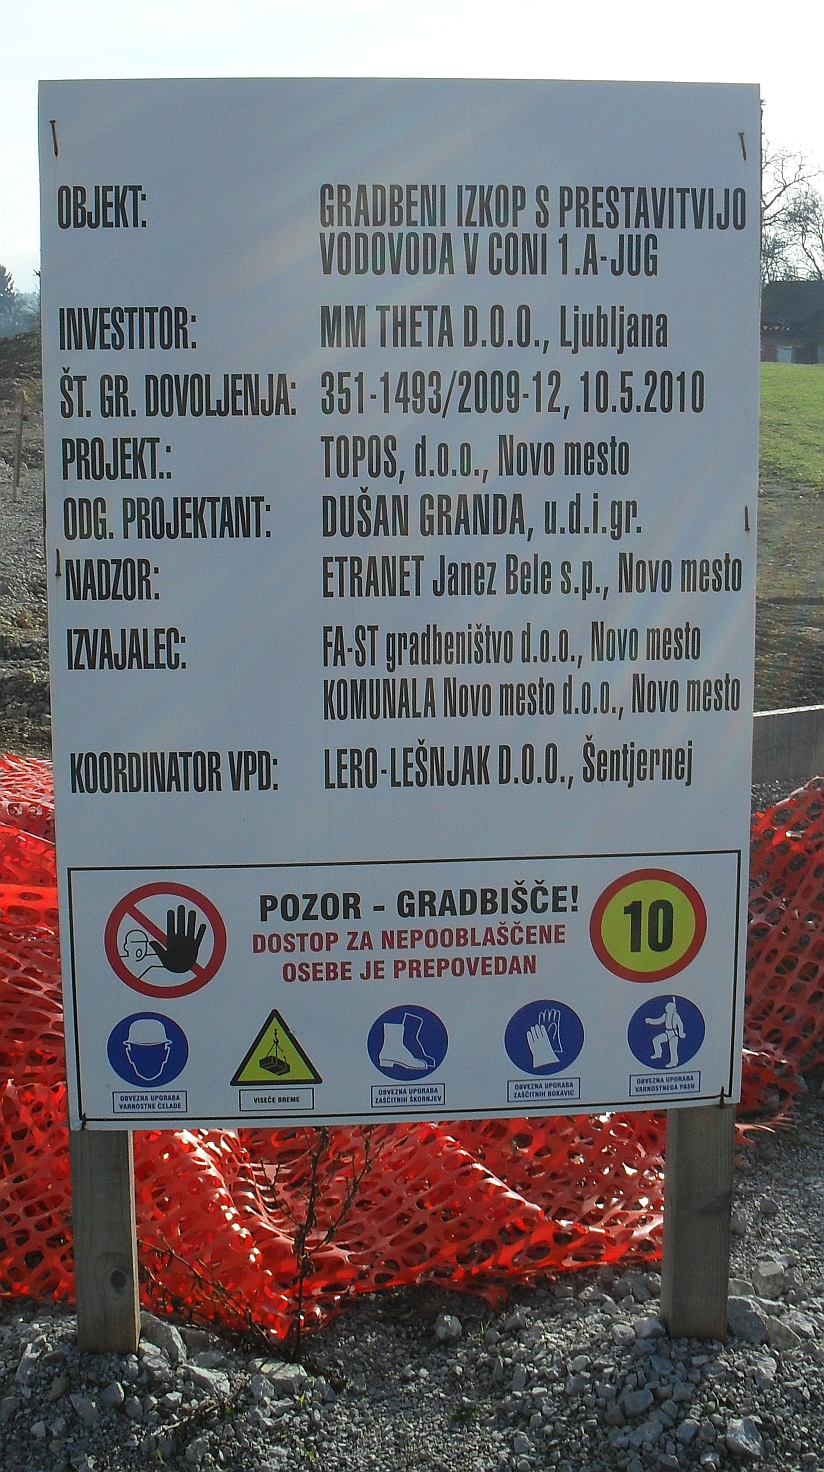 OBJEKT: GRADBENI IZKOP S PRESTAVITVIJO
VODOVODA V CONI 1.A-JUG
INVESTITOR: MM THETA D.O.O., Ljubljana
ŠT. GR. DOVOLJENJA: 351-1493/2009-12, 10.5.2010
PROJEKT.: TOPOS, d.o.o., Novo mesto
ODG. PROJEKTANT: DUŠAN GRANDA, u.d.i.gr.
NADZOR: ETRANET Janez Bele s.p., Novo mesto
IZVAJALEC: FA-ST gradbeništvo d.o.o., Novo mesto
KOMUNALA Novo mesto d.o.o., Novo mesto
KOORDINATOR VPD: LERO-LEŠNJAK D.O.O., Šentjernej
POZOR - GRADBIŠČE!
DOSTOP ZA NEPOOBLAŠČENE
OSEBE JE PREPOVEDAN
10
OBVEZNA UPORABA
VARNOSTNE ČELADE
VISEČE BREME
OBVEZNA UPORABA
ZAŠČITNIH ŠKORNJEV
OBVEZNA UPORABA
ZAŠČITNIH ROKAVIC
OBVEZNA UPORABA
VARNOSTNEGA PASU